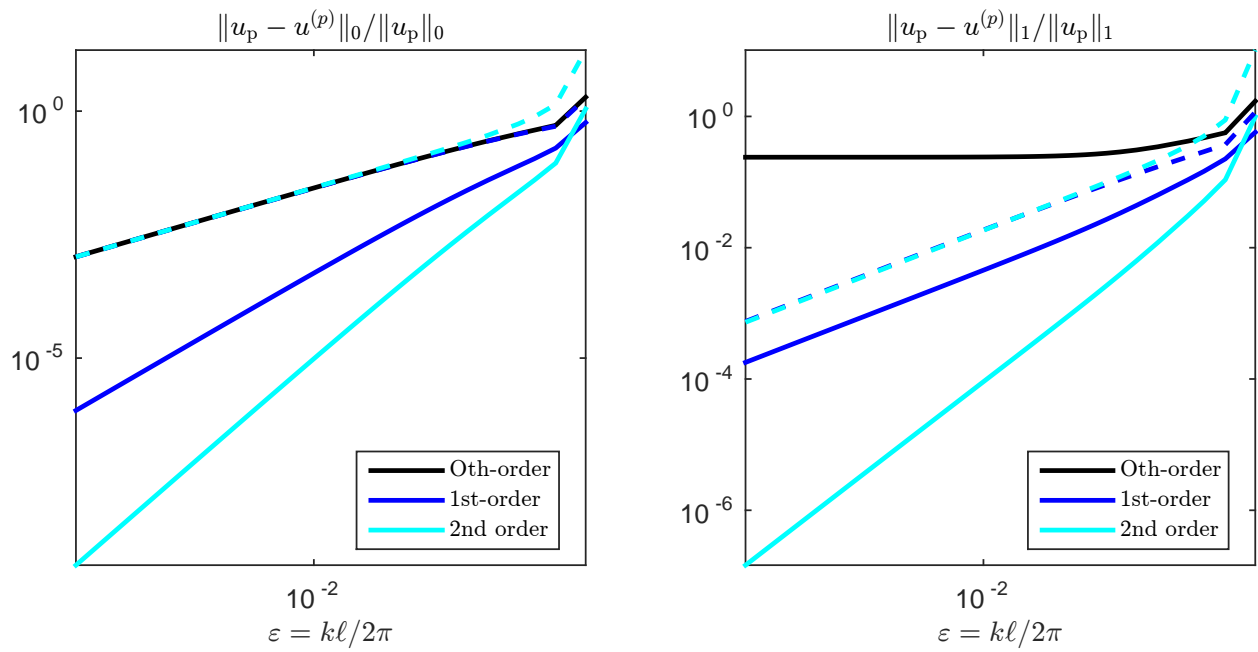 ‖u_p − u^{(p)}‖_0/‖u_p‖_0
10^0
10^{-5}
Oth-order
1st-order
2nd order
10^{-2}
ε = kℓ/2π
‖u_p − u^{(p)}‖_1/‖u_p‖_1
10^0
10^{-2}
10^{-4}
10^{-6}
Oth-order
1st-order
2nd order
10^{-2}
ε = kℓ/2π